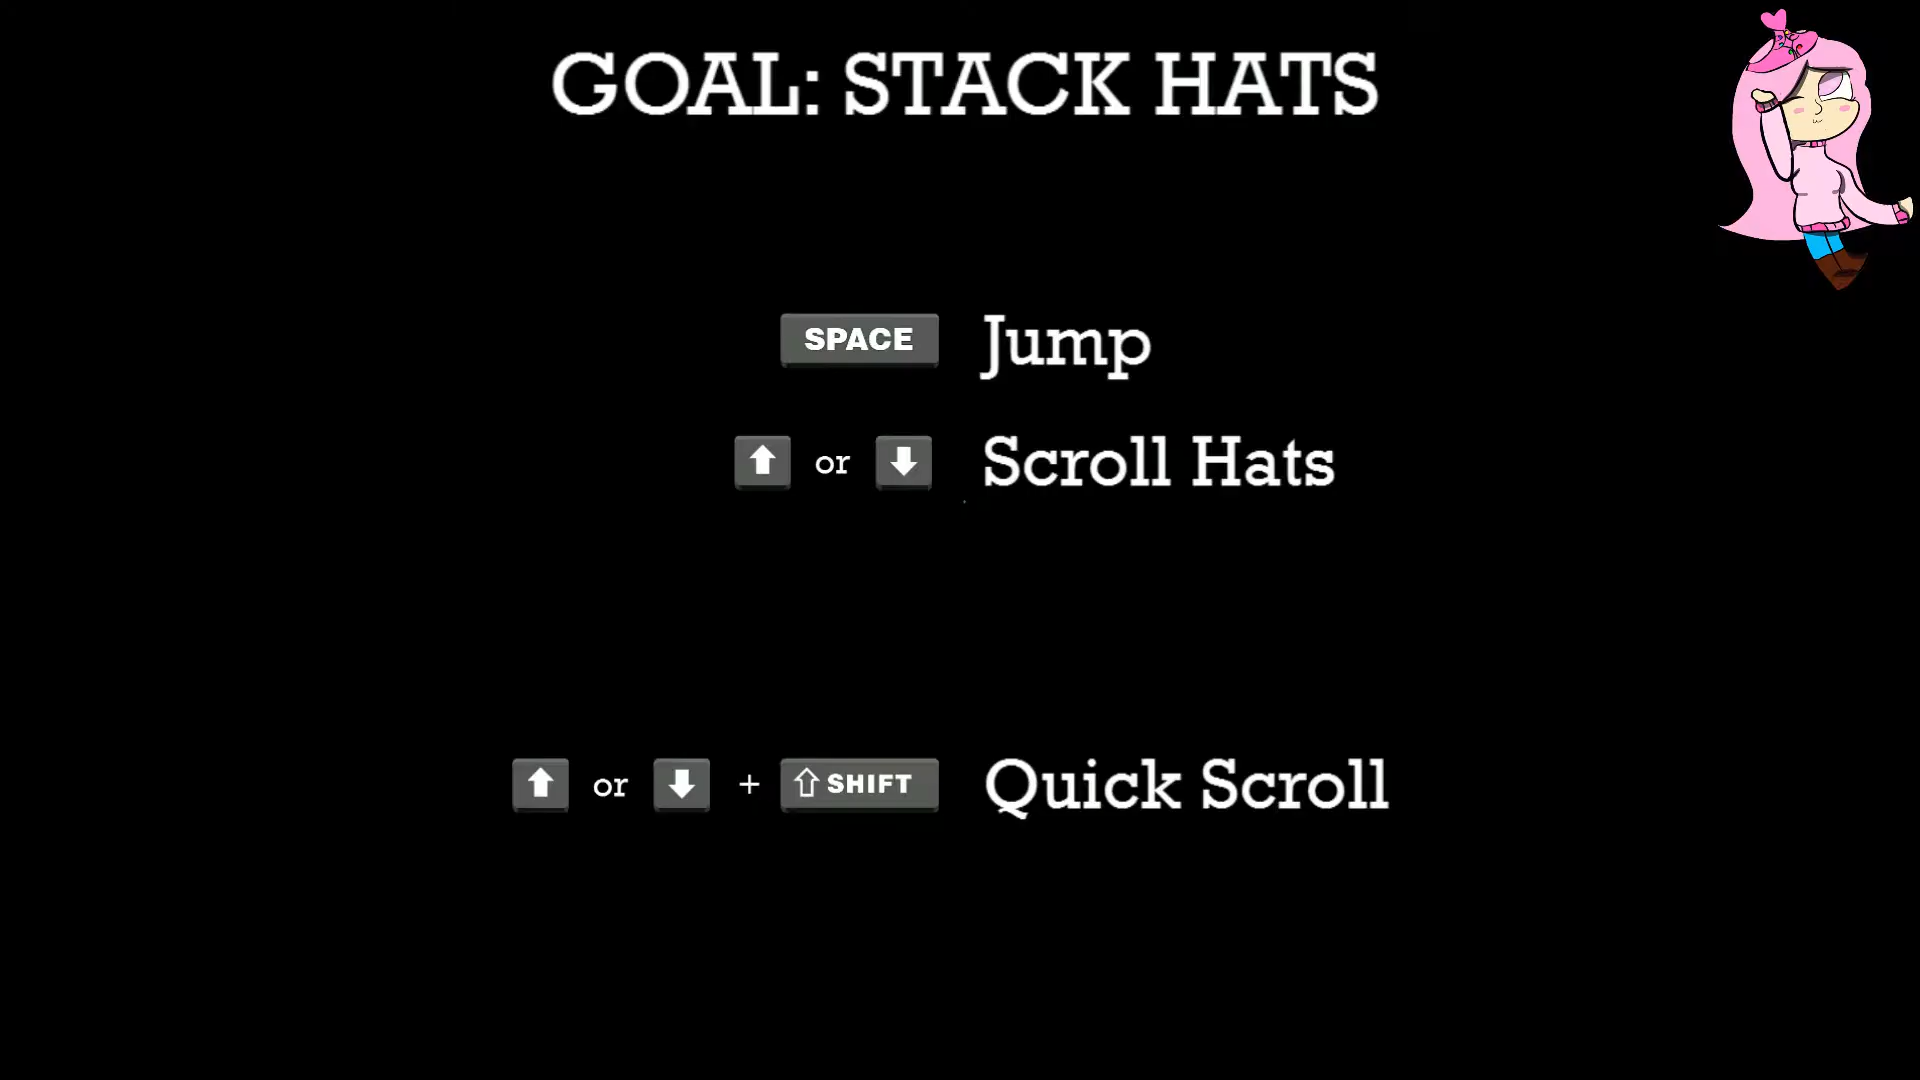 GOAL: STACK HATS
SPACE Jump
or Scroll Hats
or + SHIFT Quick Scroll